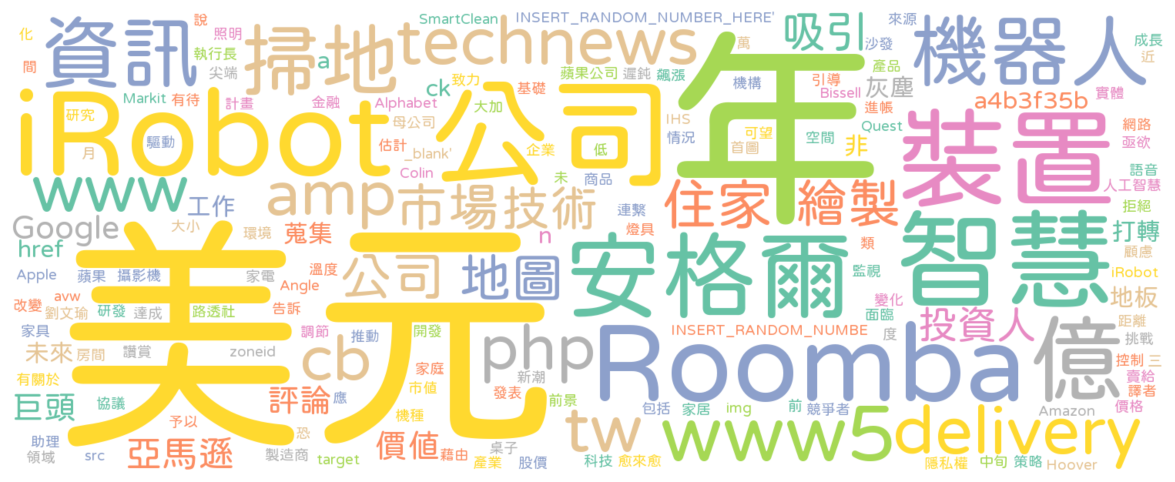 SmartClean INSERT_RANDOM_NUMBER_HERE' 來源
化 說 照明 資訊 掃地 technews 萬 吸引 沙發 機器人 成長
間 執行長 尖端 a 致力 蘋果公司 遲鈍 飆漲 機構 引導 產品 近
Markit 有待 計畫 金融 Alphabet ck 大加 基礎 Bissell 灰塵 進帳 a4b3f35b 實體
iRobot 公司 年 裝置
研究 驅動 月 估計 母公司 _blank' Colin 企業 IHS 低 情況 可望 首圖 空間 非 Quest 網路 亟欲
www amp 市場技術 未 商品 住家 繪製 語音 人工智慧
Google 工作 大小 環境 蒐集 n 連繫 燈具 類 拒絕 打轉
href 公司 地圖 安格爾 智慧 顧慮
Apple 蘋果 攝影機 家電 溫度 Angle 監視 iRobot
改變 avw 劉文瑜 研發 達成 路透社 告訴 變化 面臨 地板
美元
家具 調節 推動 開發 INSERT_RANDOM_NUMBE 度 投資人 億 距離 挑戰
未來 房間 讚賞 zoneid cb 家庭 php 新潮 Roomba 控制 三
有關於 市值 發表 前景 賣給 譯者
巨頭 協議 評論 應 機種 包括 家居 img 前 競爭者 Amazon 價格
助理 予以 恐 價值 tw www5 delivery
領域 src 亞馬遜 製造商 target 藉由 產業 桌子 股價 科技 愈來愈 隱私權 中旬 策略 Hoover